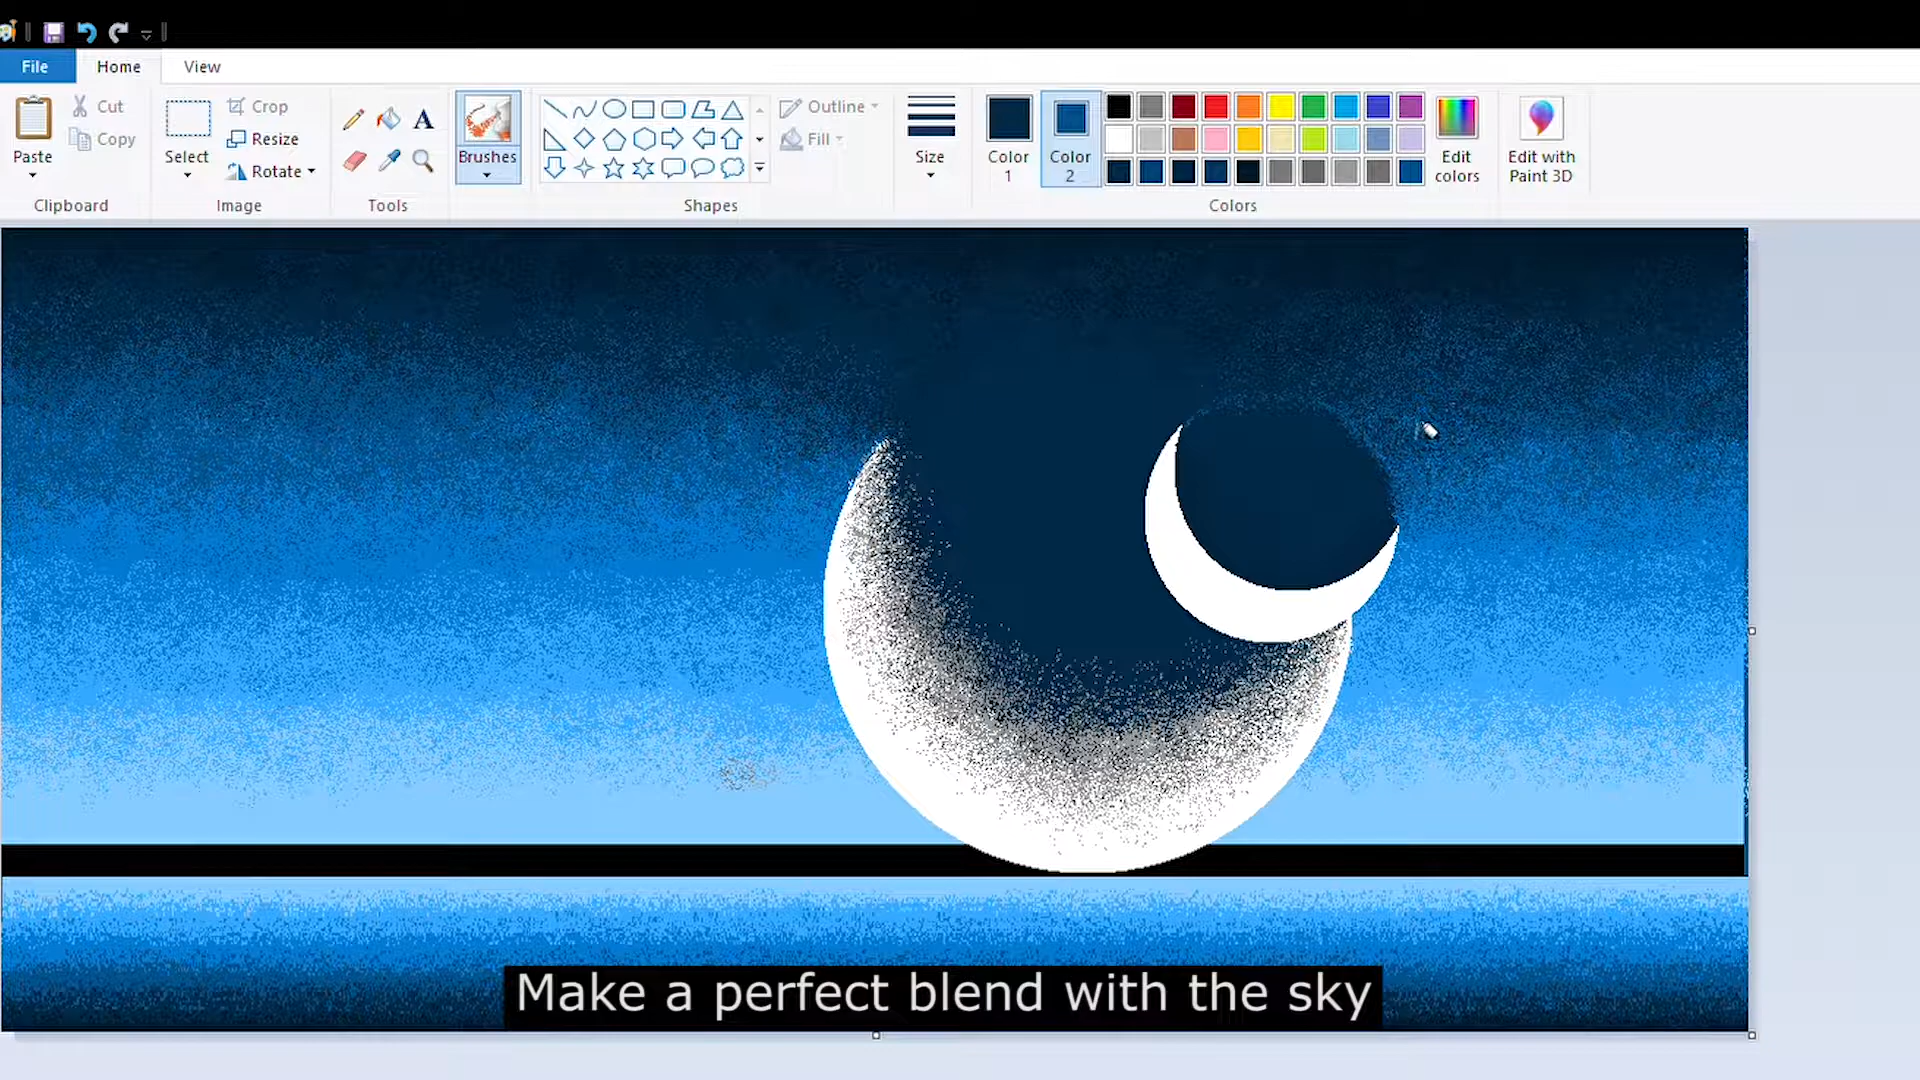 File Home View
Paste
Cut
Copy
Clipboard
Select
Crop
Resize
Rotate
Image
A
Tools
Brushes
Shapes
Outline
Fill
Size
Color
1
Color
2
Edit
colors
Colors
Edit with
Paint 3D
Make a perfect blend with the sky